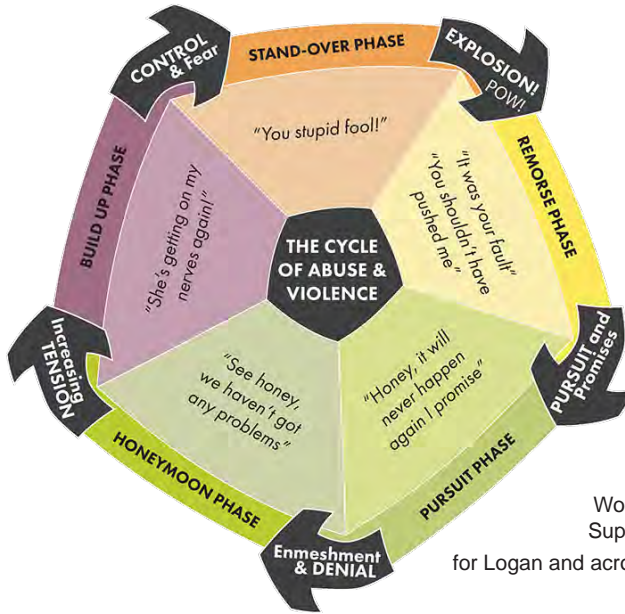 THE CYCLE
OF ABUSE &
VIOLENCE
CONTROL
& Fear
STAND-OVER PHASE
"You stupid fool!"
EXPLOSION!
POW!
REMORSE PHASE
"It was your fault"
"You shouldn't have
pushed me"
PURSUIT and
Promises
PURSUIT PHASE
"Honey, it will
never happen
again I promise"
Enmeshment
& DENIAL
HONEYMOON PHASE
"See honey,
we haven't got
any problems"
Increasing
TENSION
BUILD UP PHASE
"She's getting on my
nerves again!"
for Logan and